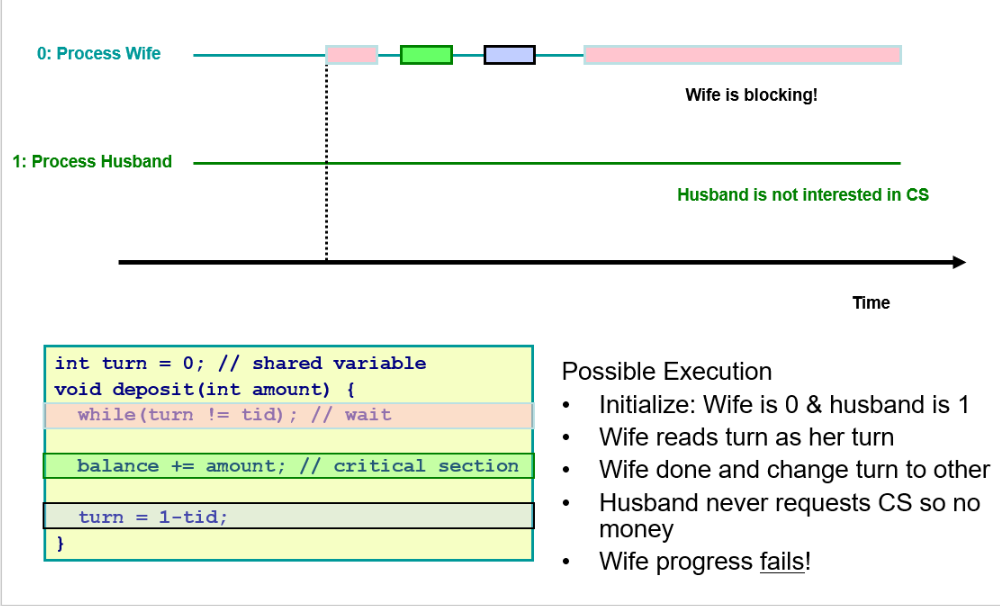 0: Process Wife
Wife is blocking!
1: Process Husband
Husband is not interested in CS
Time
int turn = 0; // shared variable
void deposit(int amount) {
while(turn != tid); // wait
balance += amount; // critical section
turn = 1-tid;
}
Possible Execution
• Initialize: Wife is 0 & husband is 1
• Wife reads turn as her turn
• Wife done and change turn to other
• Husband never requests CS so no
money
• Wife progress fails!